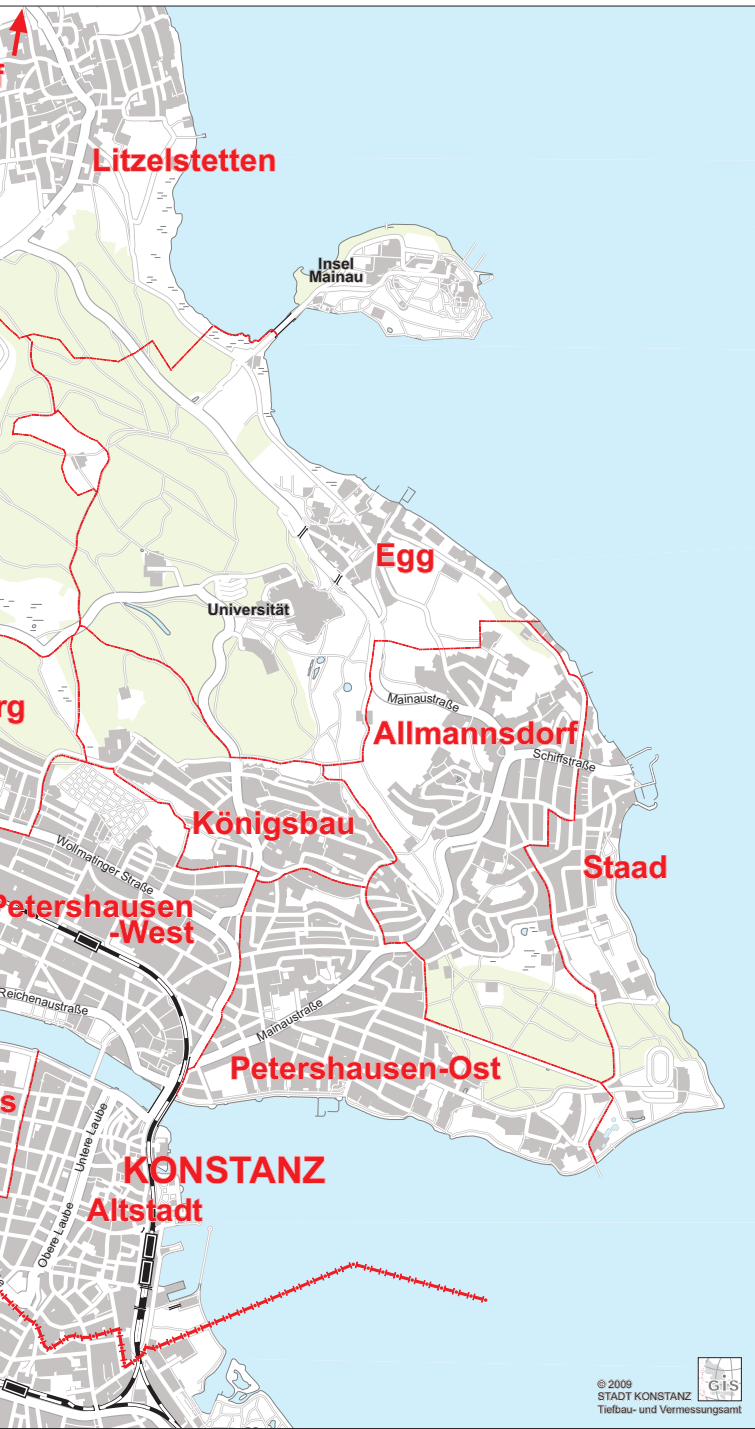 f
Litzelstetten
Insel
Mainau
Egg
Universität
Mainaustraße
rg
Allmannsdorf
Schiffstraße
Königsbau
Wollmatinger Straße
Staad
Petershausen
-West
Reichenaustraße
Mainaustraße
Petershausen-Ost
s
Untere Laube
KONSTANZ
Altstadt
Obere Laube
© 2009
STADT KONSTANZ
Tiefbau- und Vermessungsamt
GiS